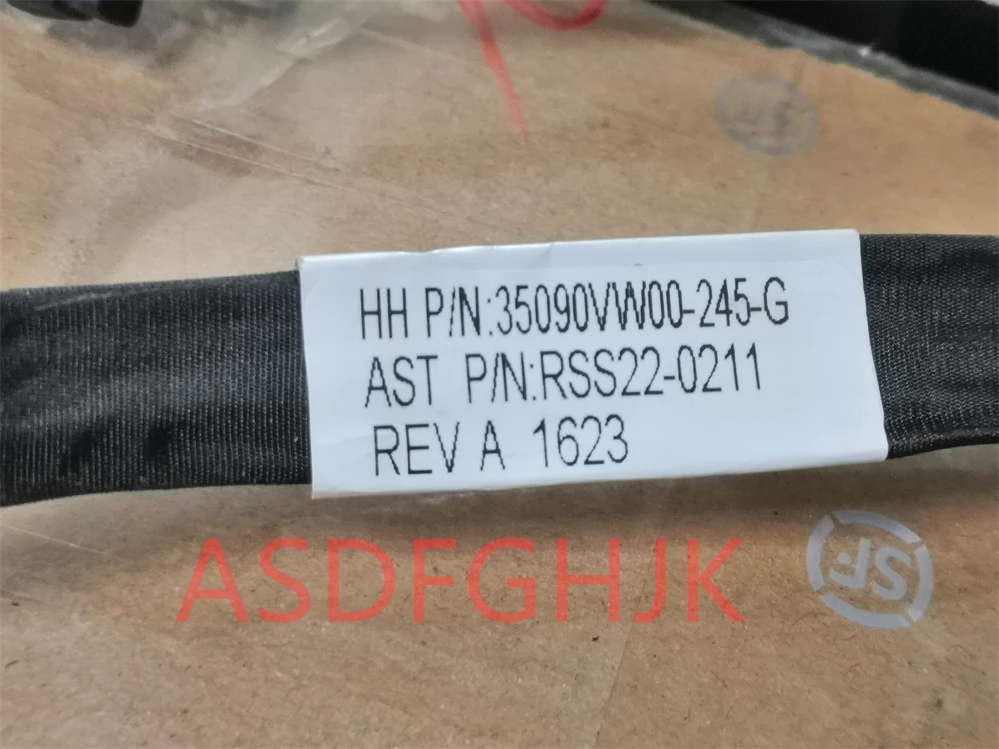 HH P/N:35090VW00-245-G
AST P/N:RSS22-0211
REV A 1623
ASDFGHJK